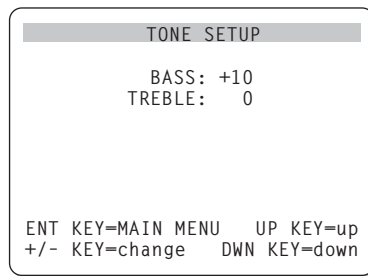 TONE SETUP
BASS: +10
TREBLE: 0
ENT KEY=MAIN MENU UP KEY=up
+/- KEY=change DWN KEY=down